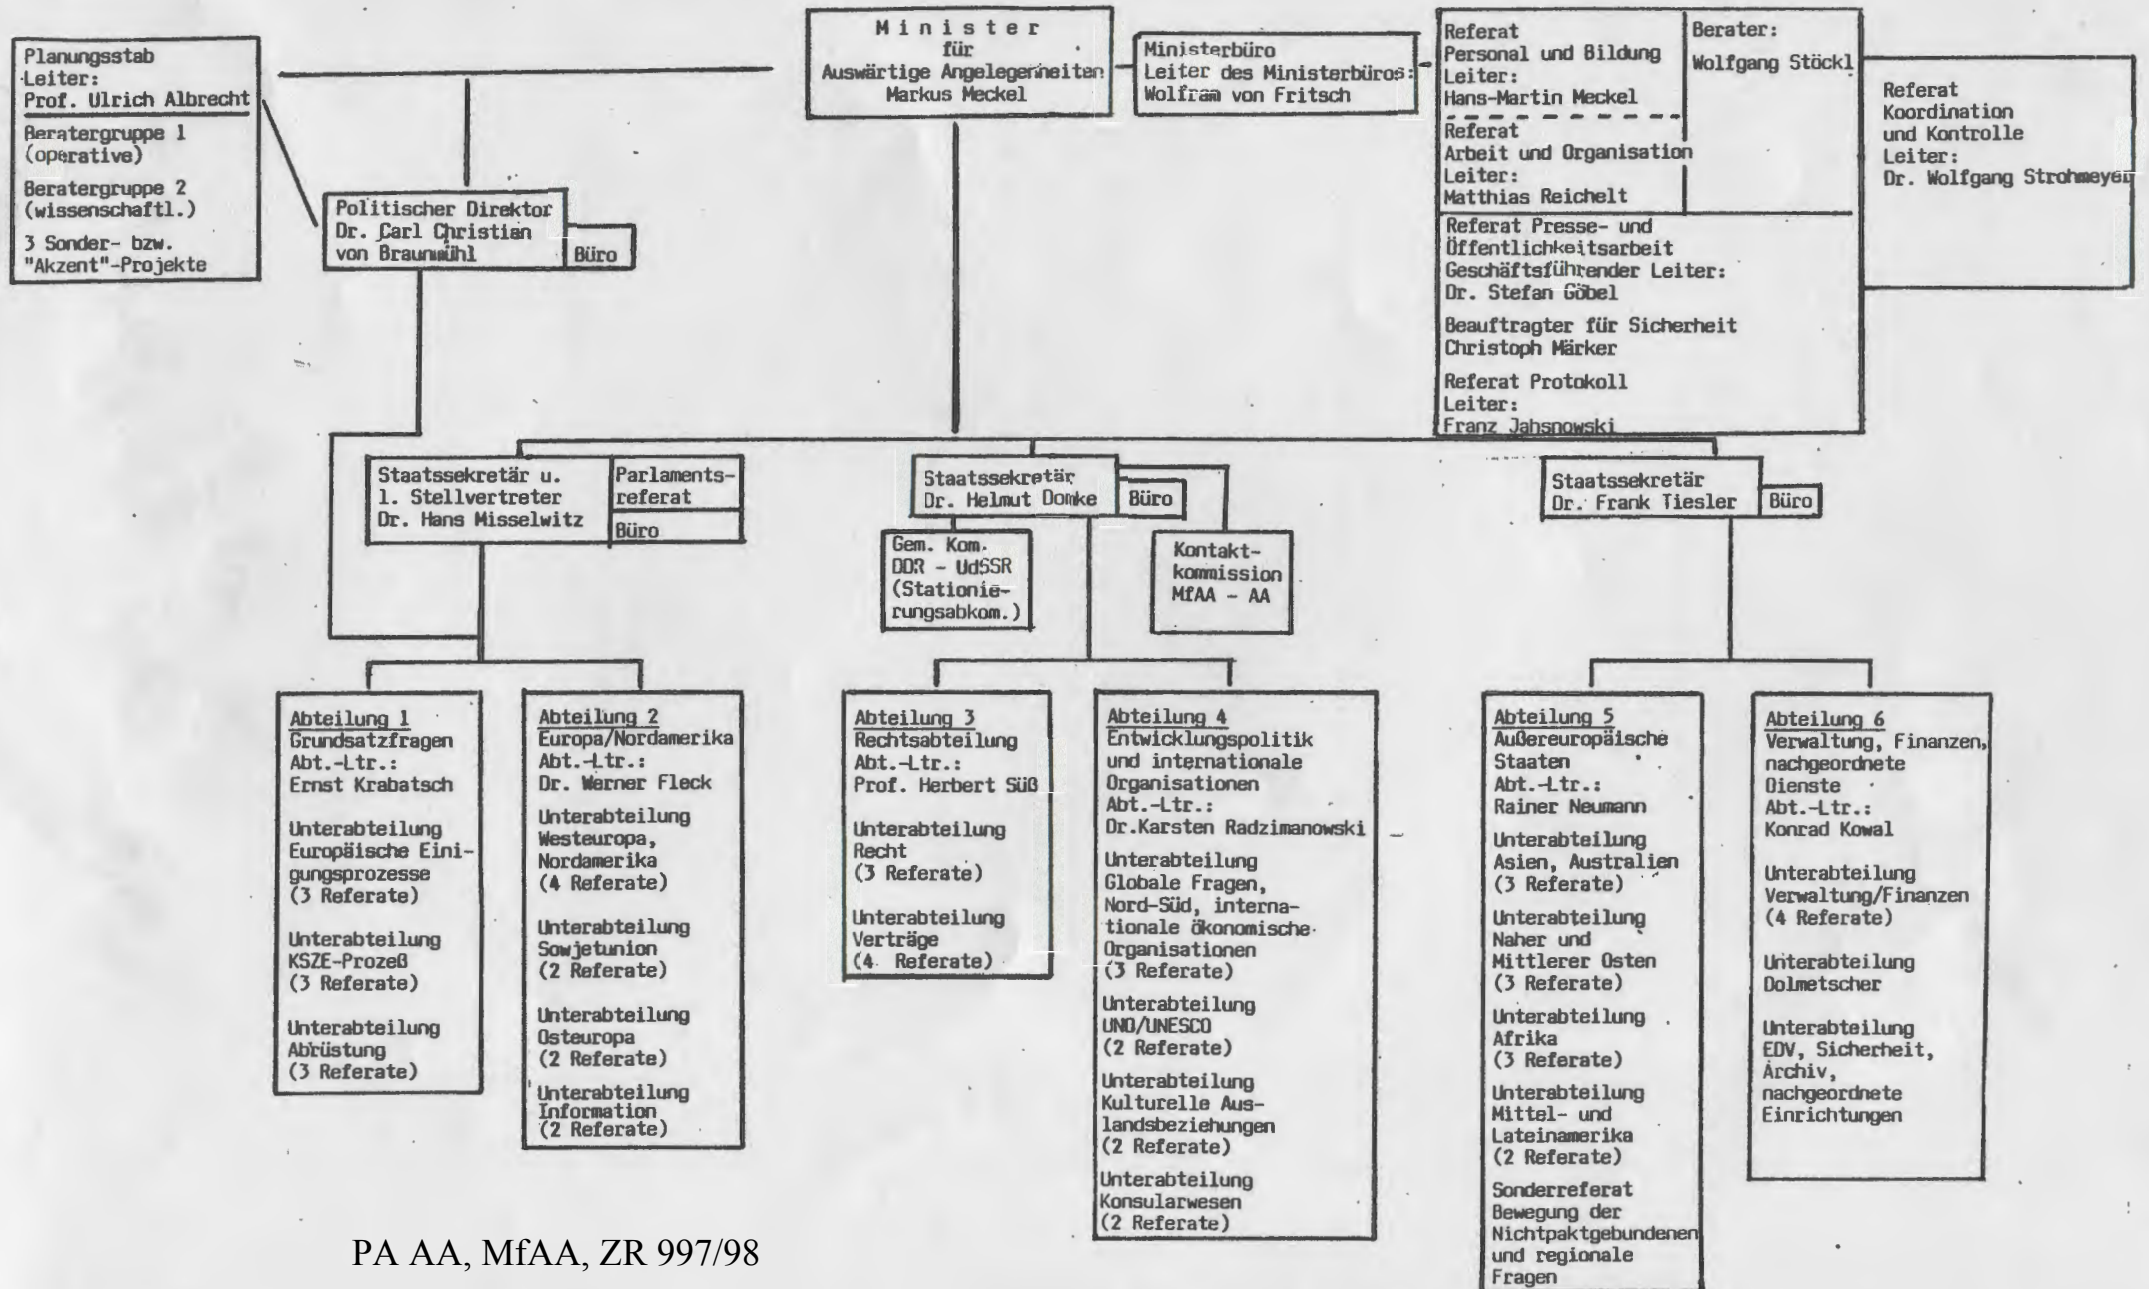 Planungsstab
Leiter:
Prof. Ulrich Albrecht
Beratergruppe 1
(operative)
Beratergruppe 2
(wissenschaftl.)
3 Sonder- bzw.
"Akzent"-Projekte
Minister
für
Auswärtige Angelegenheiten
Markus Meckel
Ministerbüro
Leiter des Ministerbüros:
Wolfram von Fritsch
Referat
Personal und Bildung
Leiter:
Hans-Martin Meckel
Referat
Arbeit und Organisation
Leiter:
Matthias Reichelt
Berater:
Wolfgang Stöckl
Referat Presse- und
Öffentlichkeitsarbeit
Geschäftsführender Leiter:
Dr. Stefan Göbel
Beauftragter für Sicherheit
Christoph Märker
Referat Protokoll
Leiter:
Franz Jahsnowski
Referat
Koordination
und Kontrolle
Leiter:
Dr. Wolfgang Strohmeyer
Politischer Direktor
Dr. Carl Christian
von Braunmühl
Büro
Staatssekretär u.
1. Stellvertreter
Dr. Hans Misselwitz
Parlaments-
referat
Büro
Staatssekretär
Dr. Helmut Domke
Büro
Gem. Kom.
DDR - UdSSR
(Stationie-
rungsabkom.)
Kontakt-
kommission
MfAA - AA
Staatssekretär
Dr. Frank Tiesler
Büro
Abteilung 1
Grundsatzfragen
Abt.-Ltr.:
Ernst Krabatsch
Unterabteilung
Europäische Eini-
gungsprozesse
(3 Referate)
Unterabteilung
KSZE-Prozeß
(3 Referate)
Unterabteilung
Abrüstung
(3 Referate)
Abteilung 2
Europa/Nordamerika
Abt.-Ltr.:
Dr. Werner Fleck
Unterabteilung
Westeuropa,
Nordamerika
(4 Referate)
Unterabteilung
Sowjetunion
(2 Referate)
Unterabteilung
Osteuropa
(2 Referate)
Unterabteilung
Information
(2 Referate)
Abteilung 3
Rechtsabteilung
Abt.-Ltr.:
Prof. Herbert Süß
Unterabteilung
Recht
(3 Referate)
Unterabteilung
Verträge
(4 Referate)
Abteilung 4
Entwicklungspolitik
und internationale
Organisationen
Abt.-Ltr.:
Dr.Karsten Radzimanowski
Unterabteilung
Globale Fragen,
Nord-Süd, interna-
tionale ökonomische
Organisationen
(3 Referate)
Unterabteilung
UNO/UNESCO
(2 Referate)
Unterabteilung
Kulturelle Aus-
landsbeziehungen
(2 Referate)
Unterabteilung
Konsularwesen
(2 Referate)
Abteilung 5
Außereuropäische
Staaten
Abt.-Ltr.:
Rainer Neumann
Unterabteilung
Asien, Australien
(3 Referate)
Unterabteilung
Naher und
Mittlerer Osten
(3 Referate)
Unterabteilung
Afrika
(3 Referate)
Unterabteilung
Mittel- und
Lateinamerika
(2 Referate)
Sonderreferat
Bewegung der
Nichtpaktgebundenen
und regionale
Fragen
Abteilung 6
Verwaltung, Finanzen,
nachgeordnete
Dienste
Abt.-Ltr.:
Konrad Kowal
Unterabteilung
Verwaltung/Finanzen
(4 Referate)
Unterabteilung
Dolmetscher
Unterabteilung
EDV, Sicherheit,
Archiv,
nachgeordnete
Einrichtungen
PA AA, MfAA, ZR 997/98